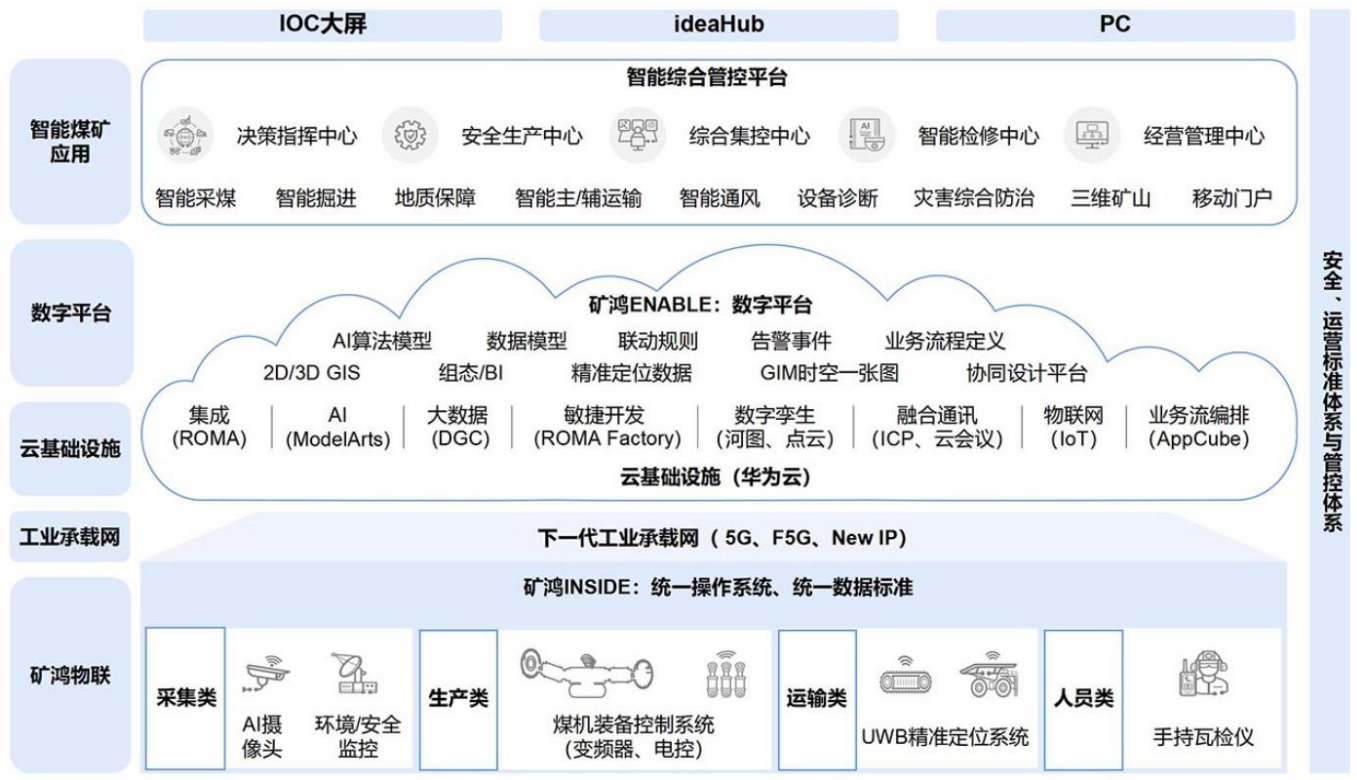 IOC大屏
ideaHub
PC
智能煤矿
应用
智能综合管控平台
决策指挥中心
安全生产中心
综合集控中心
AI
智能检修中心
经营管理中心
智能采煤
智能掘进
地质保障
智能主/辅运输
智能通风
设备诊断
灾害综合防治
三维矿山
移动门户
数字平台
矿鸿ENABLE：数字平台
AI算法模型
数据模型
联动规则
告警事件
业务流程定义
2D/3D GIS
组态/BI
精准定位数据
GIM时空一张图
协同设计平台
云基础设施
集成
(ROMA)
AI
(ModelArts)
大数据
(DGC)
敏捷开发
(ROMA Factory)
数字孪生
(河图、点云)
融合通讯
(ICP、云会议)
物联网
(IoT)
业务流编排
(AppCube)
云基础设施（华为云）
工业承载网
下一代工业承载网（ 5G、F5G、New IP）
矿鸿物联
矿鸿INSIDE：统一操作系统、统一数据标准
采集类
AI摄
像头
环境/安全
监控
生产类
煤机装备控制系统
(变频器、电控)
运输类
UWB精准定位系统
人员类
手持瓦检仪
安全、运营标准体系与管控体系